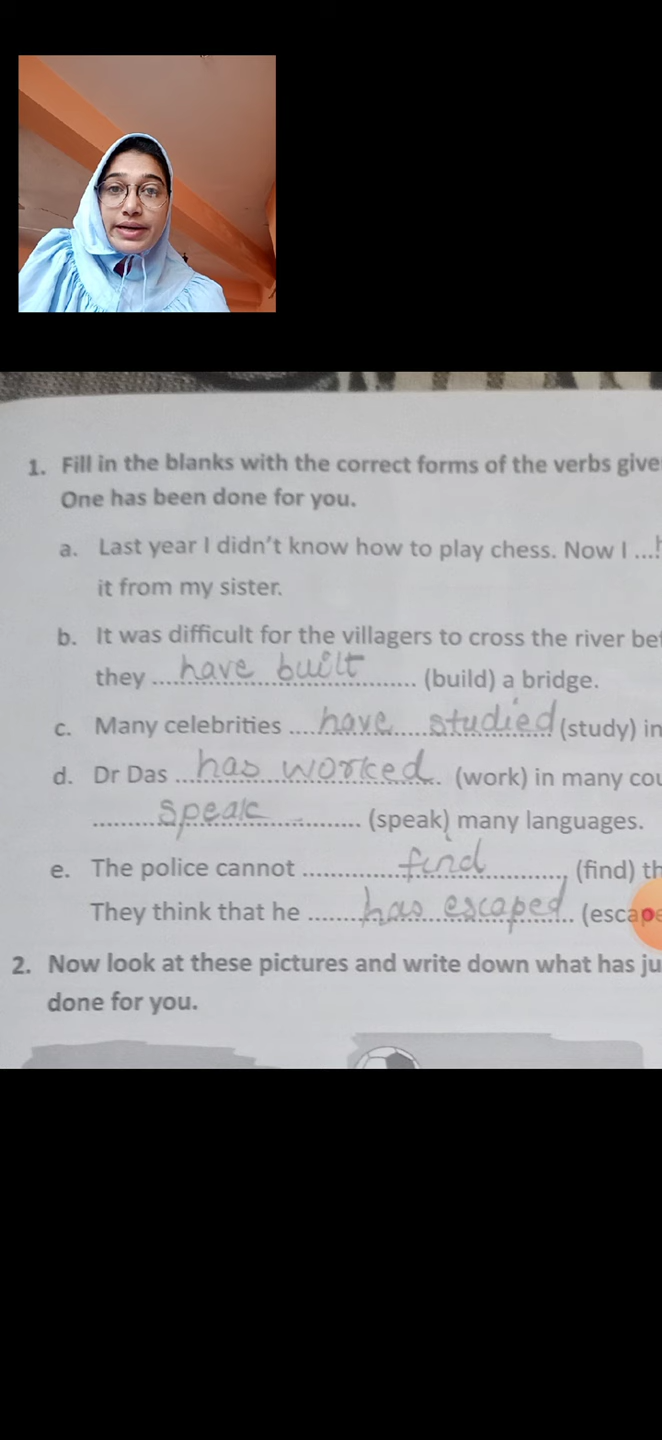 1. Fill in the blanks with the correct forms of the verbs give
One has been done for you.
a. Last year I didn't know how to play chess. Now I ...
it from my sister.
b. It was difficult for the villagers to cross the river be
they ... have built ... (build) a bridge.
c. Many celebrities ... have studied (study) in
d. Dr Das ... has worked ... (work) in many cou
... speak ... (speak) many languages.
e. The police cannot ... find ... (find) th
They think that he ... has escaped ... (escape
2. Now look at these pictures and write down what has ju
done for you.